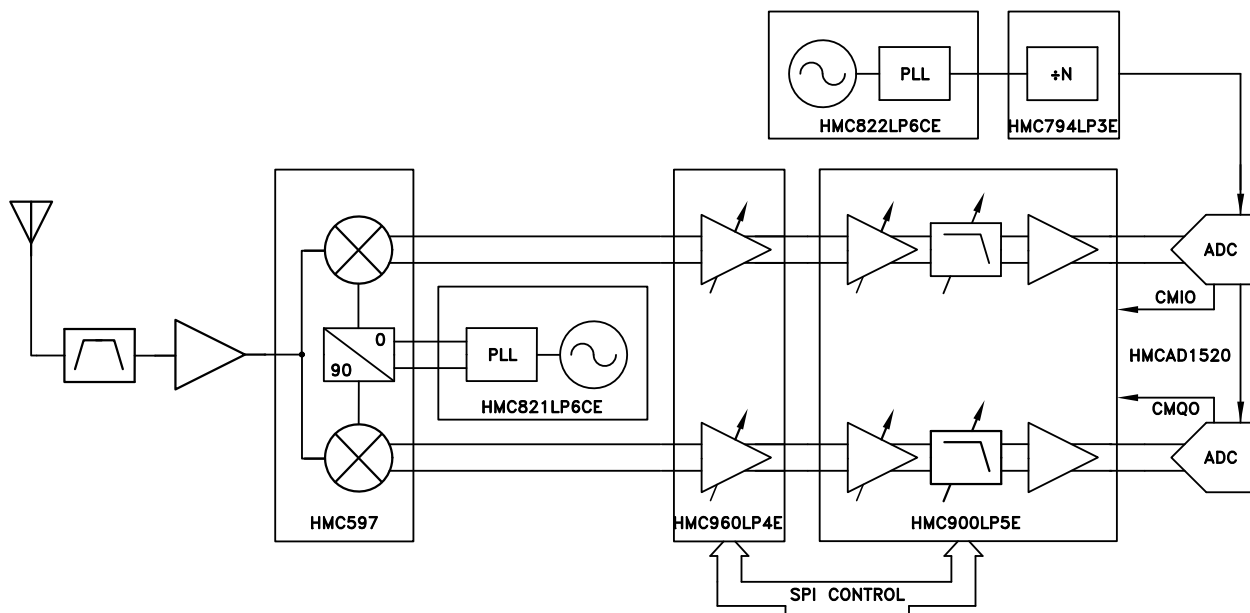 PLL
÷N
HMC822LP6CE
HMC794LP3E
ADC
CMIO
0
90
PLL
HMC821LP6CE
HMCAD1520
CMQO
ADC
HMC597
HMC960LP4E
HMC900LP5E
SPI CONTROL